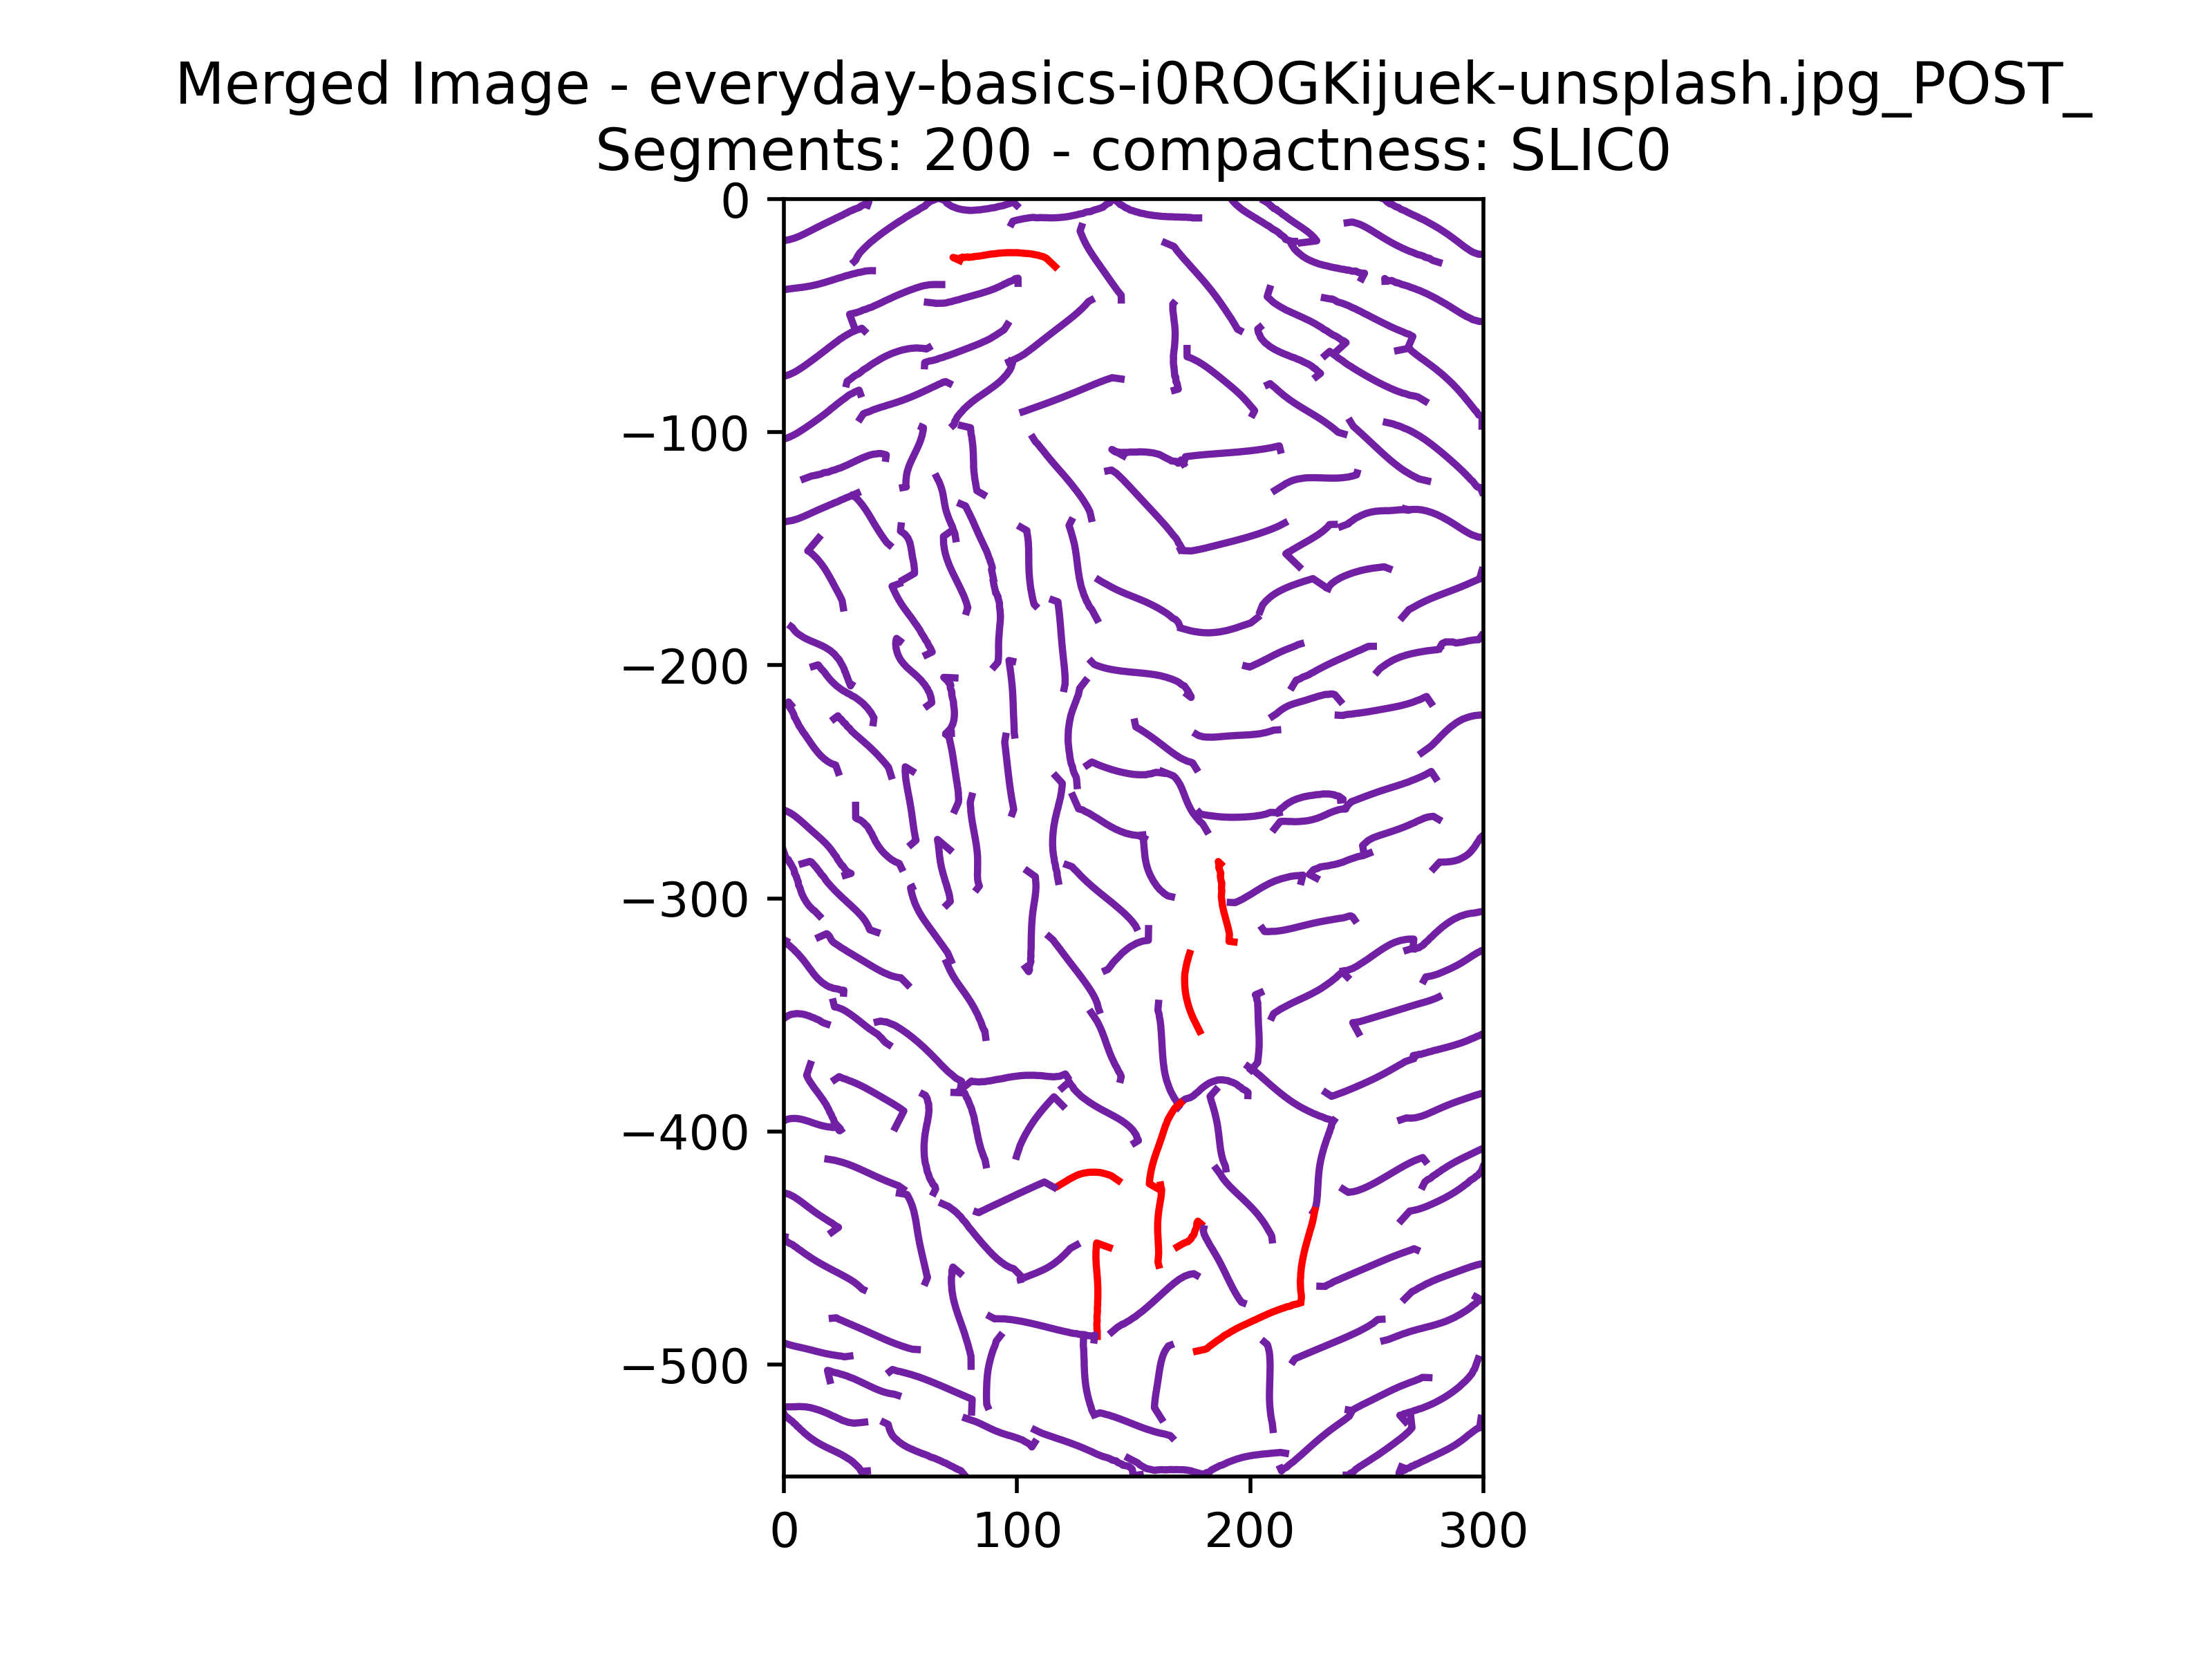 Merged Image - everyday-basics-i0ROGKijuek-unsplash.jpg_POST_
Segments: 200 - compactness: SLIC0
0
−100
−200
−300
−400
−500
0 100 200 300